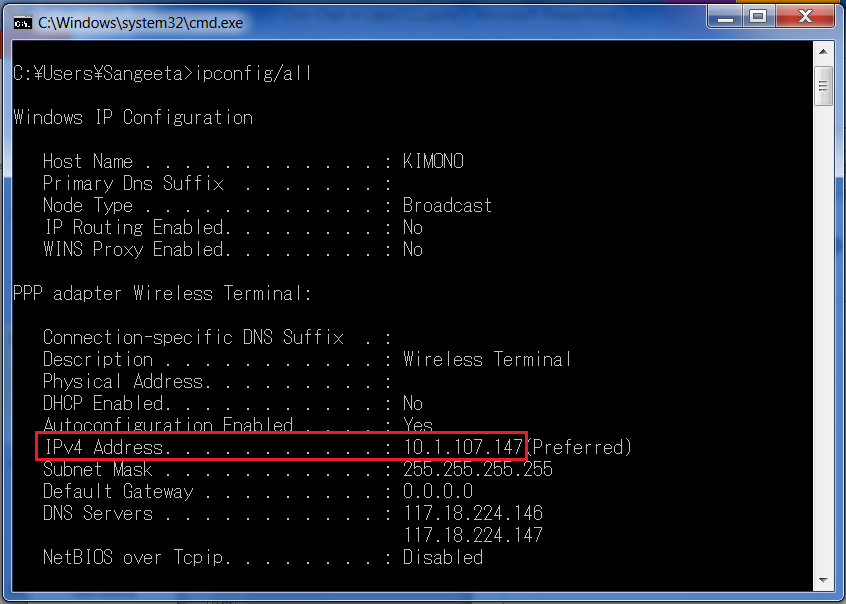 C:\Windows\system32\cmd.exe
C:¥Users¥Sangeeta>ipconfig/all
Windows IP Configuration
Host Name . . . . . . . . . . . . : KIMONO
Primary Dns Suffix . . . . . . . :
Node Type . . . . . . . . . . . . : Broadcast
IP Routing Enabled. . . . . . . . : No
WINS Proxy Enabled. . . . . . . . : No
PPP adapter Wireless Terminal:
Connection-specific DNS Suffix . :
Description . . . . . . . . . . . : Wireless Terminal
Physical Address. . . . . . . . . :
DHCP Enabled. . . . . . . . . . . : No
Autoconfiguration Enabled . . . . : Yes
IPv4 Address. . . . . . . . . . . : 10.1.107.147(Preferred)
Subnet Mask . . . . . . . . . . . : 255.255.255.255
Default Gateway . . . . . . . . . : 0.0.0.0
DNS Servers . . . . . . . . . . . : 117.18.224.146
117.18.224.147
NetBIOS over Tcpip. . . . . . . . : Disabled